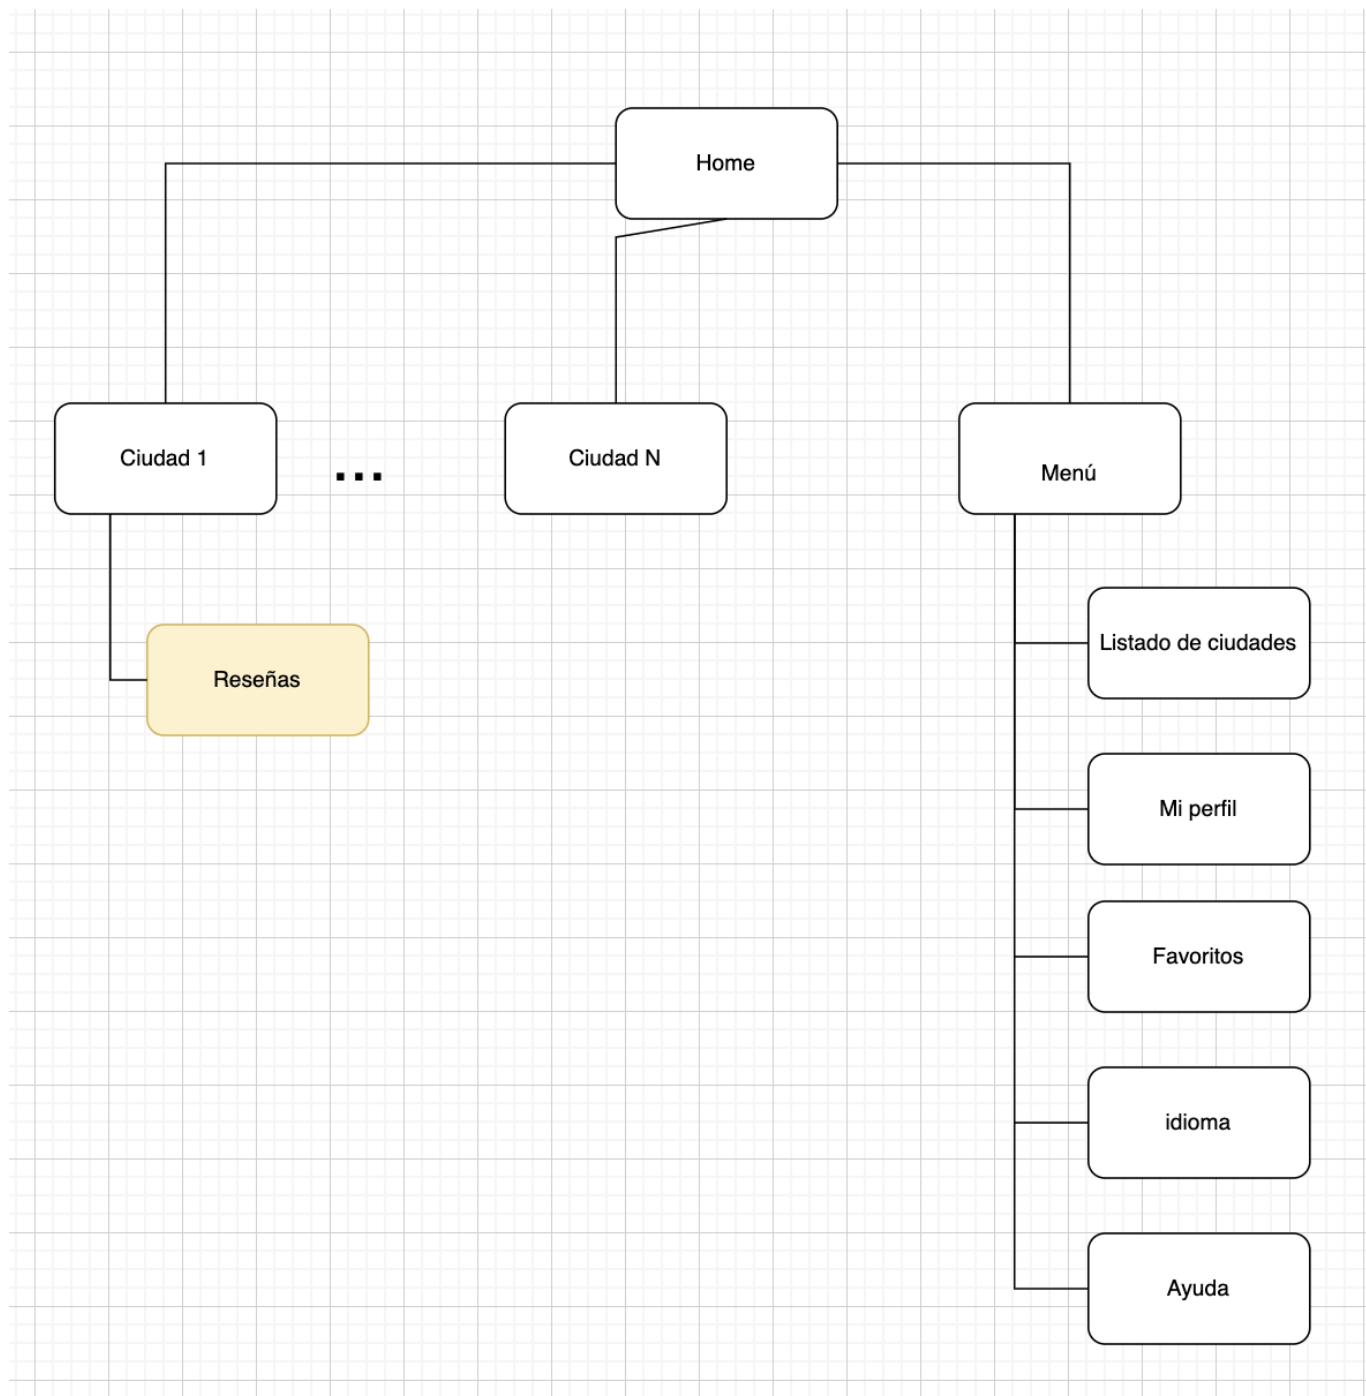 Home
Ciudad 1
...
Ciudad N
Menú
Listado de ciudades
Reseñas
Mi perfil
Favoritos
idioma
Ayuda